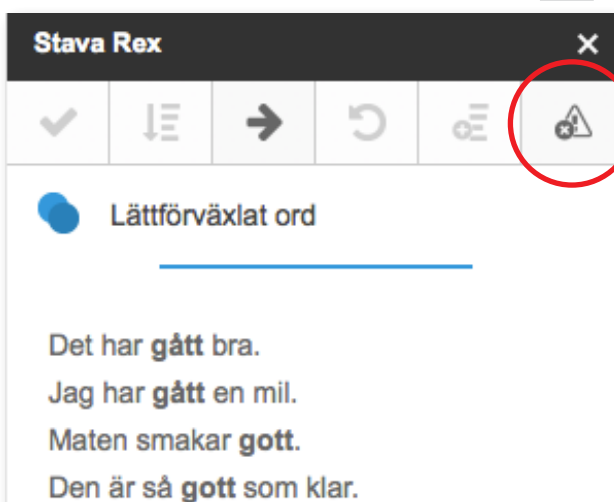 Stava Rex
Lättförväxlat ord
Det har gått bra.
Jag har gått en mil.
Maten smakar gott.
Den är så gott som klar.